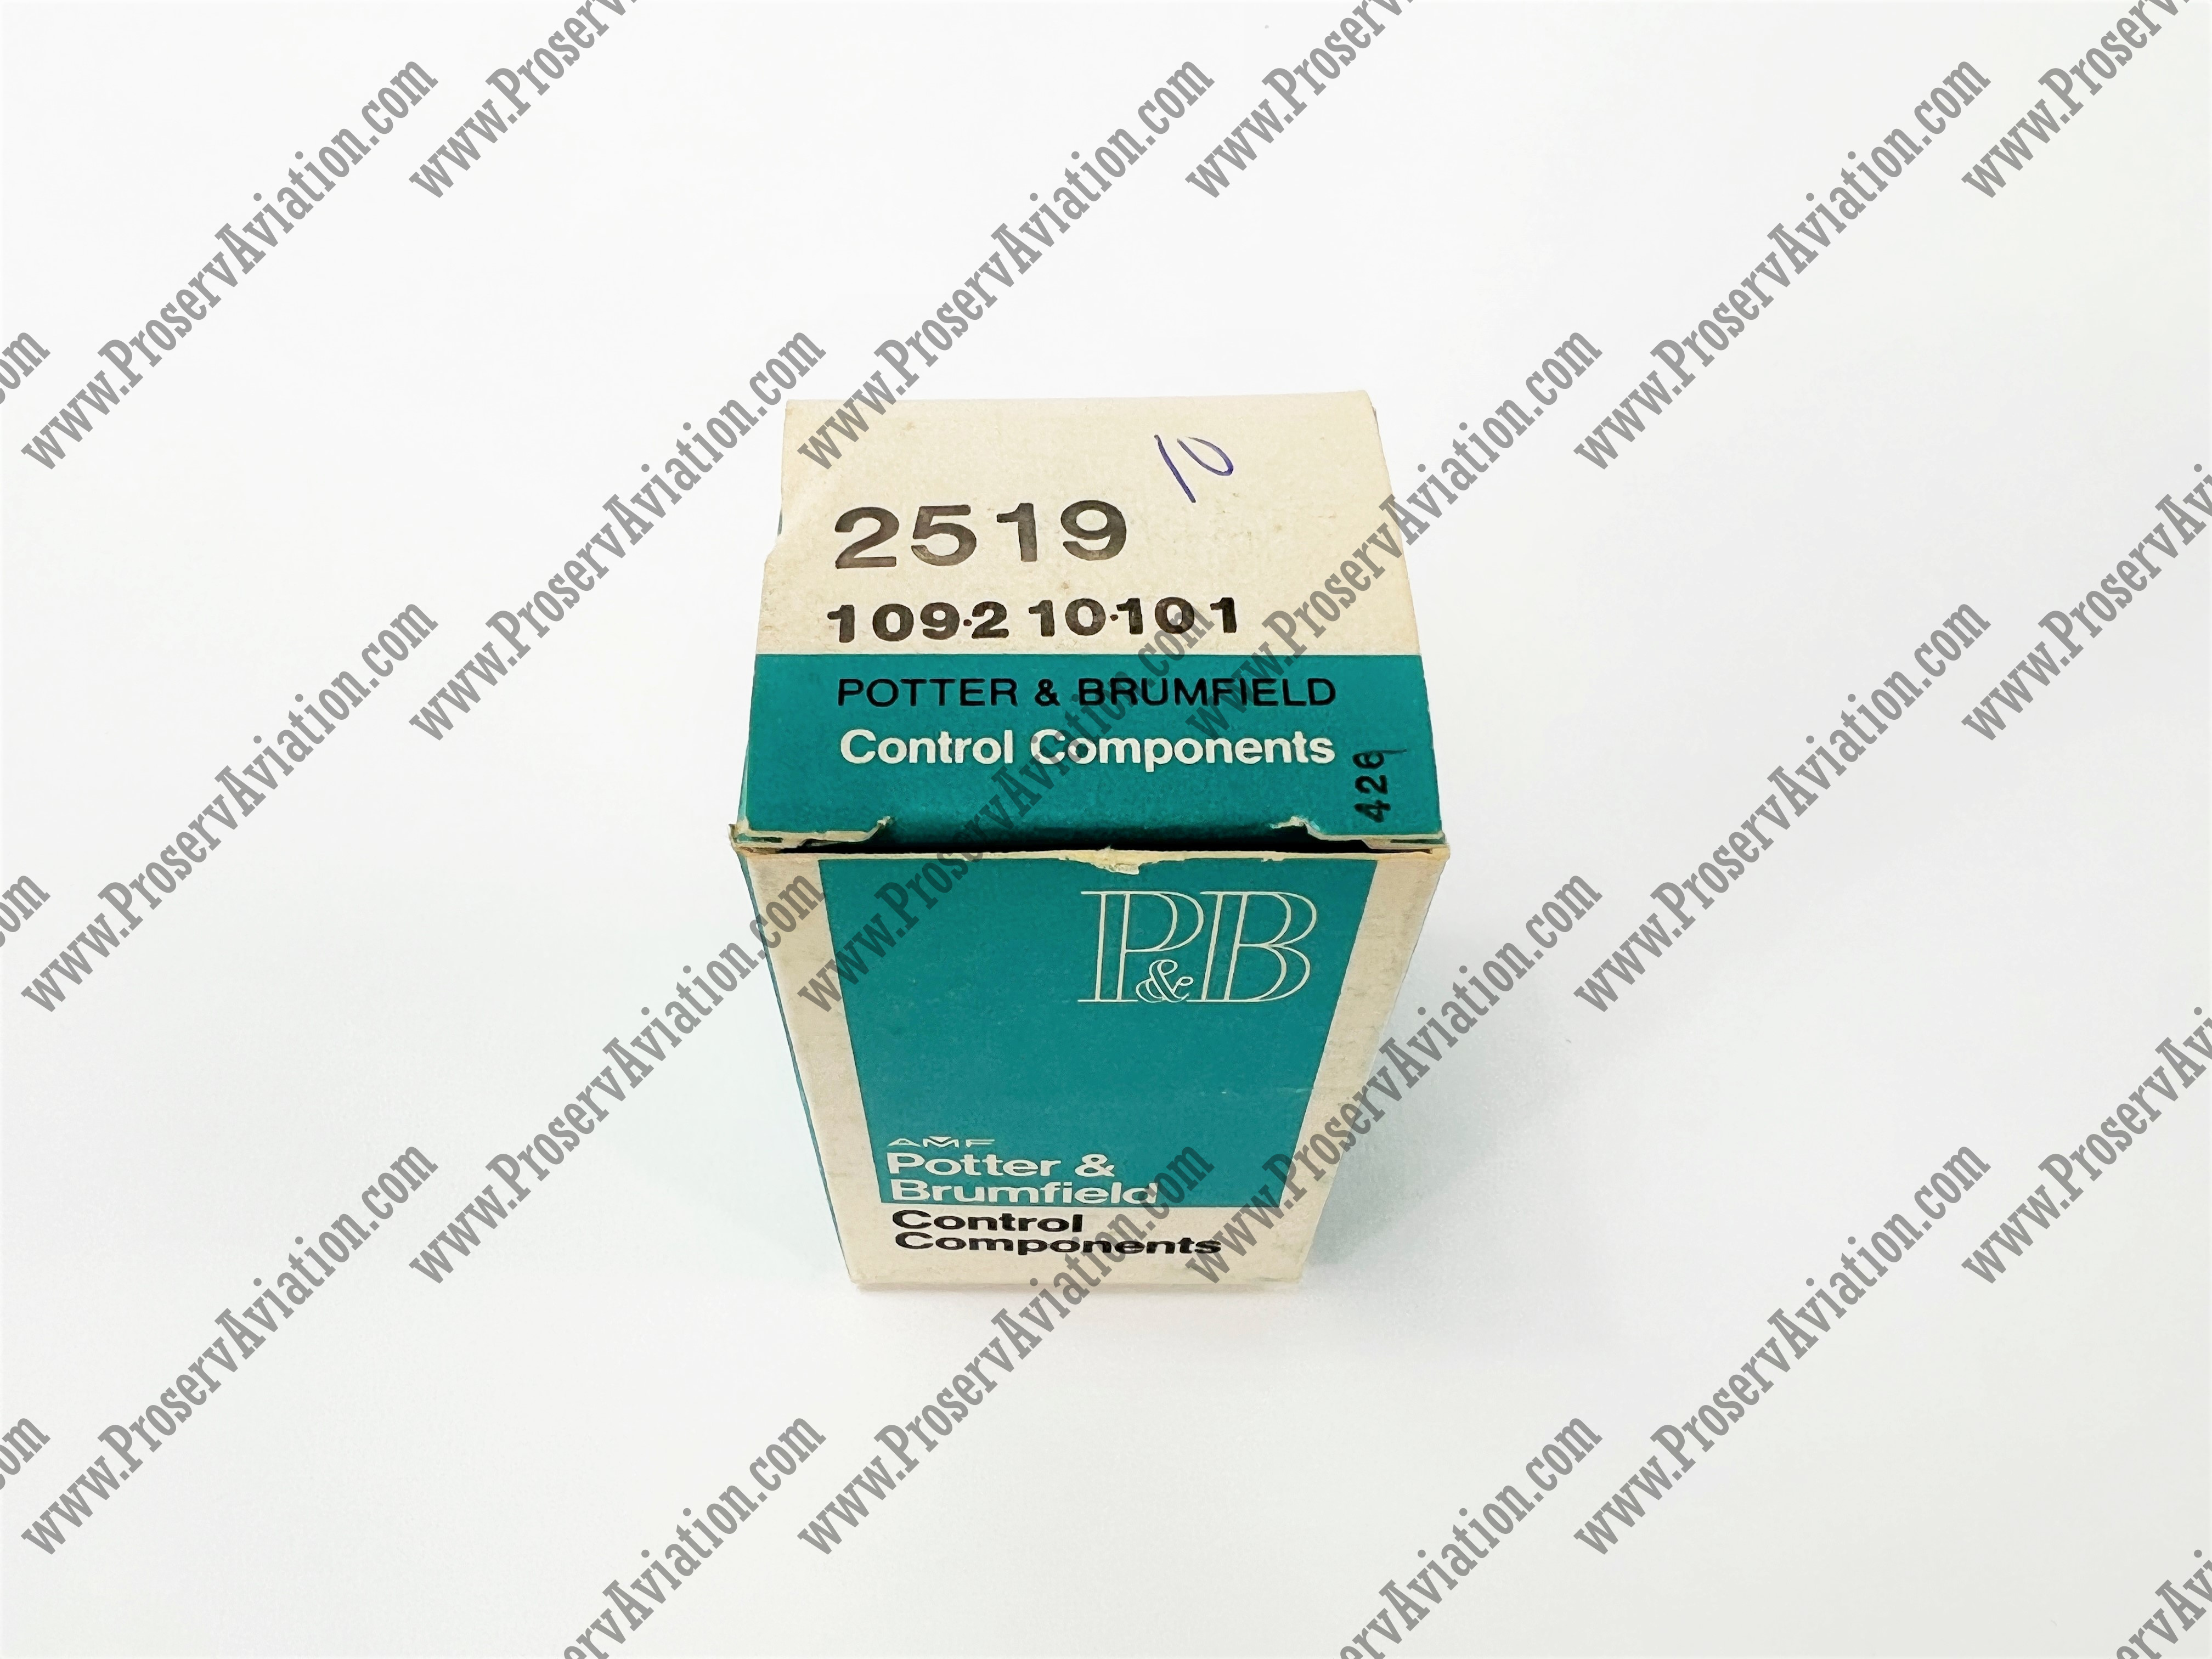 10
2519
109-210-101
POTTER & BRUMFIELD
Control Components
426
P&B
AMF
Potter &
Brumfield
Control
Components
www.ProservAviation.com